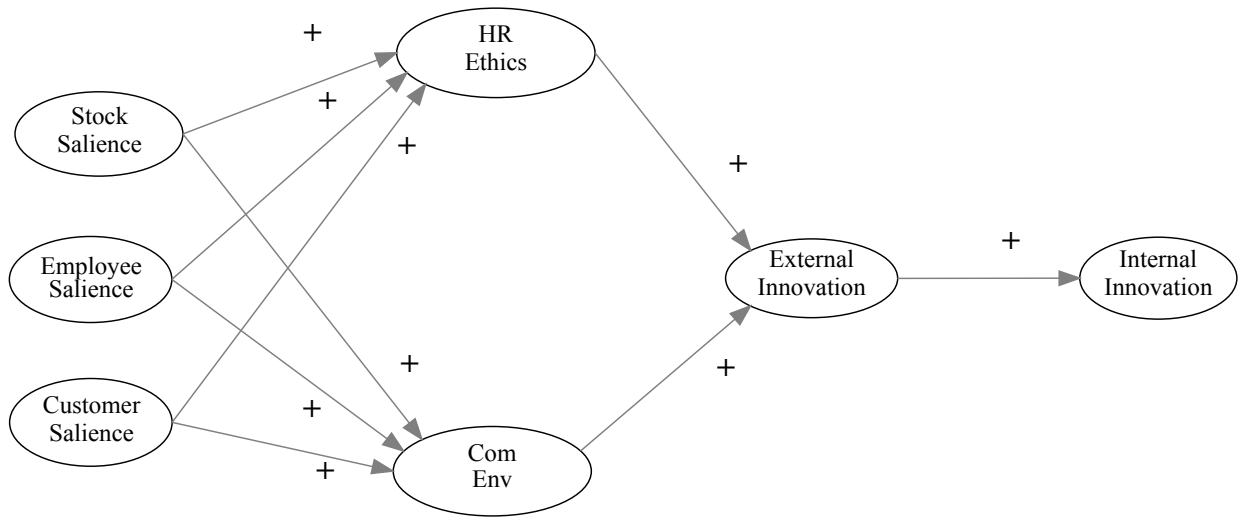 HR
Ethics
+
+
+
Stock
Salience
+
Employee
Salience
External
Innovation
+
Internal
Innovation
Customer
Salience
+
+
+
+
Com
Env